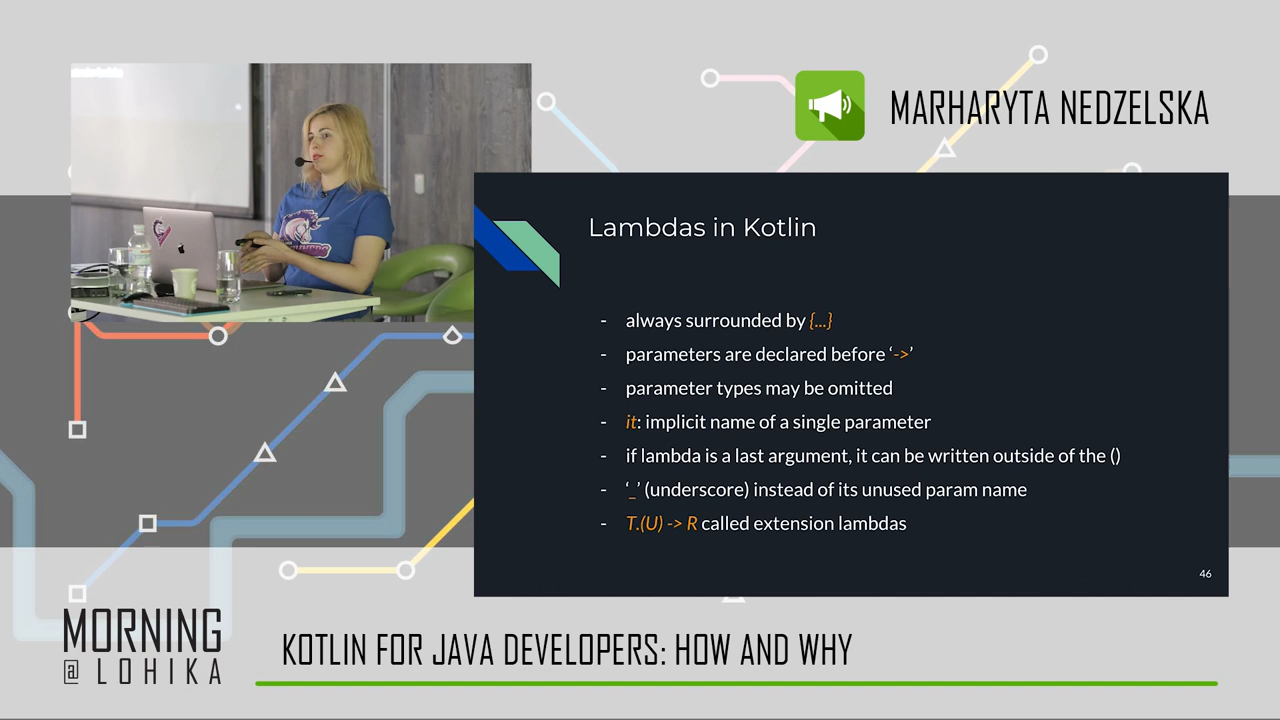 MARHARYTA NEDZELSKA
Lambdas in Kotlin
- always surrounded by {...}
- parameters are declared before ‘->’
- parameter types may be omitted
- it: implicit name of a single parameter
- if lambda is a last argument, it can be written outside of the ()
- ‘_’ (underscore) instead of its unused param name
- T.(U) -> R called extension lambdas
46
MORNING
@ LOHIKA
KOTLIN FOR JAVA DEVELOPERS: HOW AND WHY